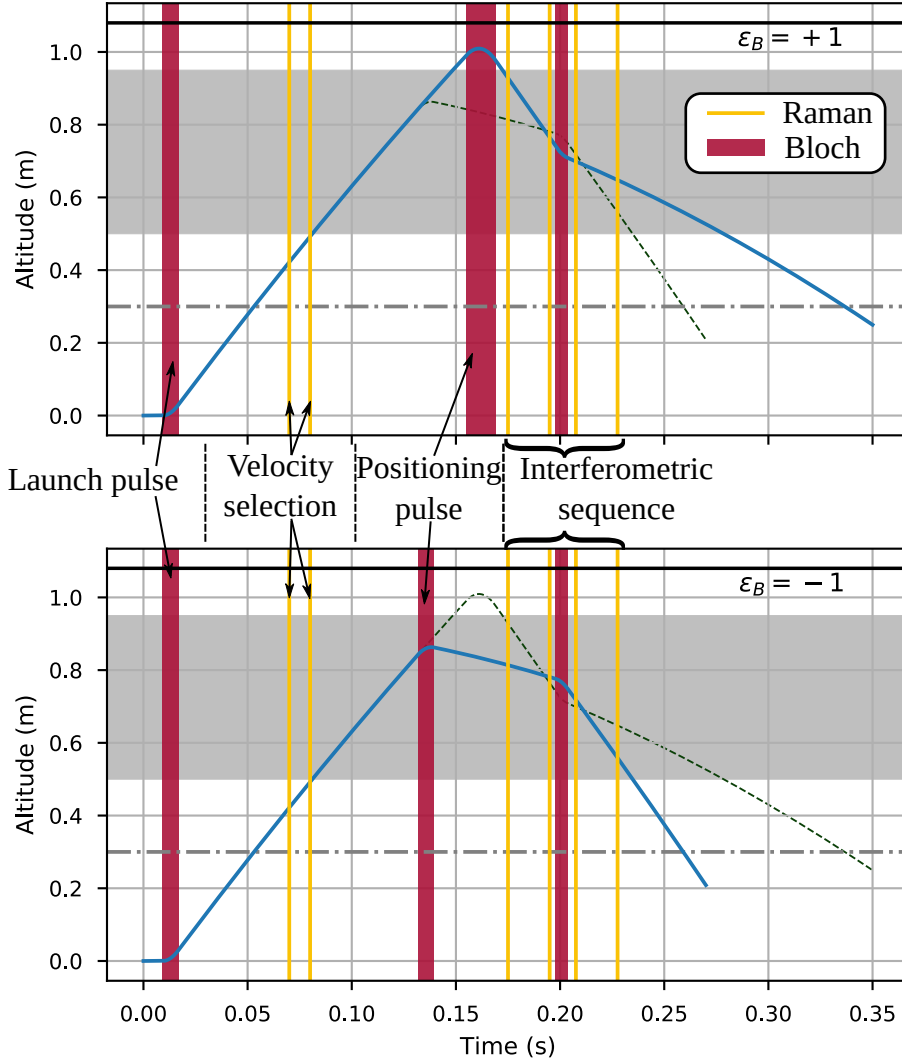 ε_B = +1
1.0
0.8
0.6
0.4
0.2
0.0
Altitude (m)
Raman
Bloch
Launch pulse
Velocity
selection
Positioning
pulse
Interferometric
sequence
ε_B = −1
1.0
0.8
0.6
0.4
0.2
0.0
Altitude (m)
0.00 0.05 0.10 0.15 0.20 0.25 0.30 0.35
Time (s)